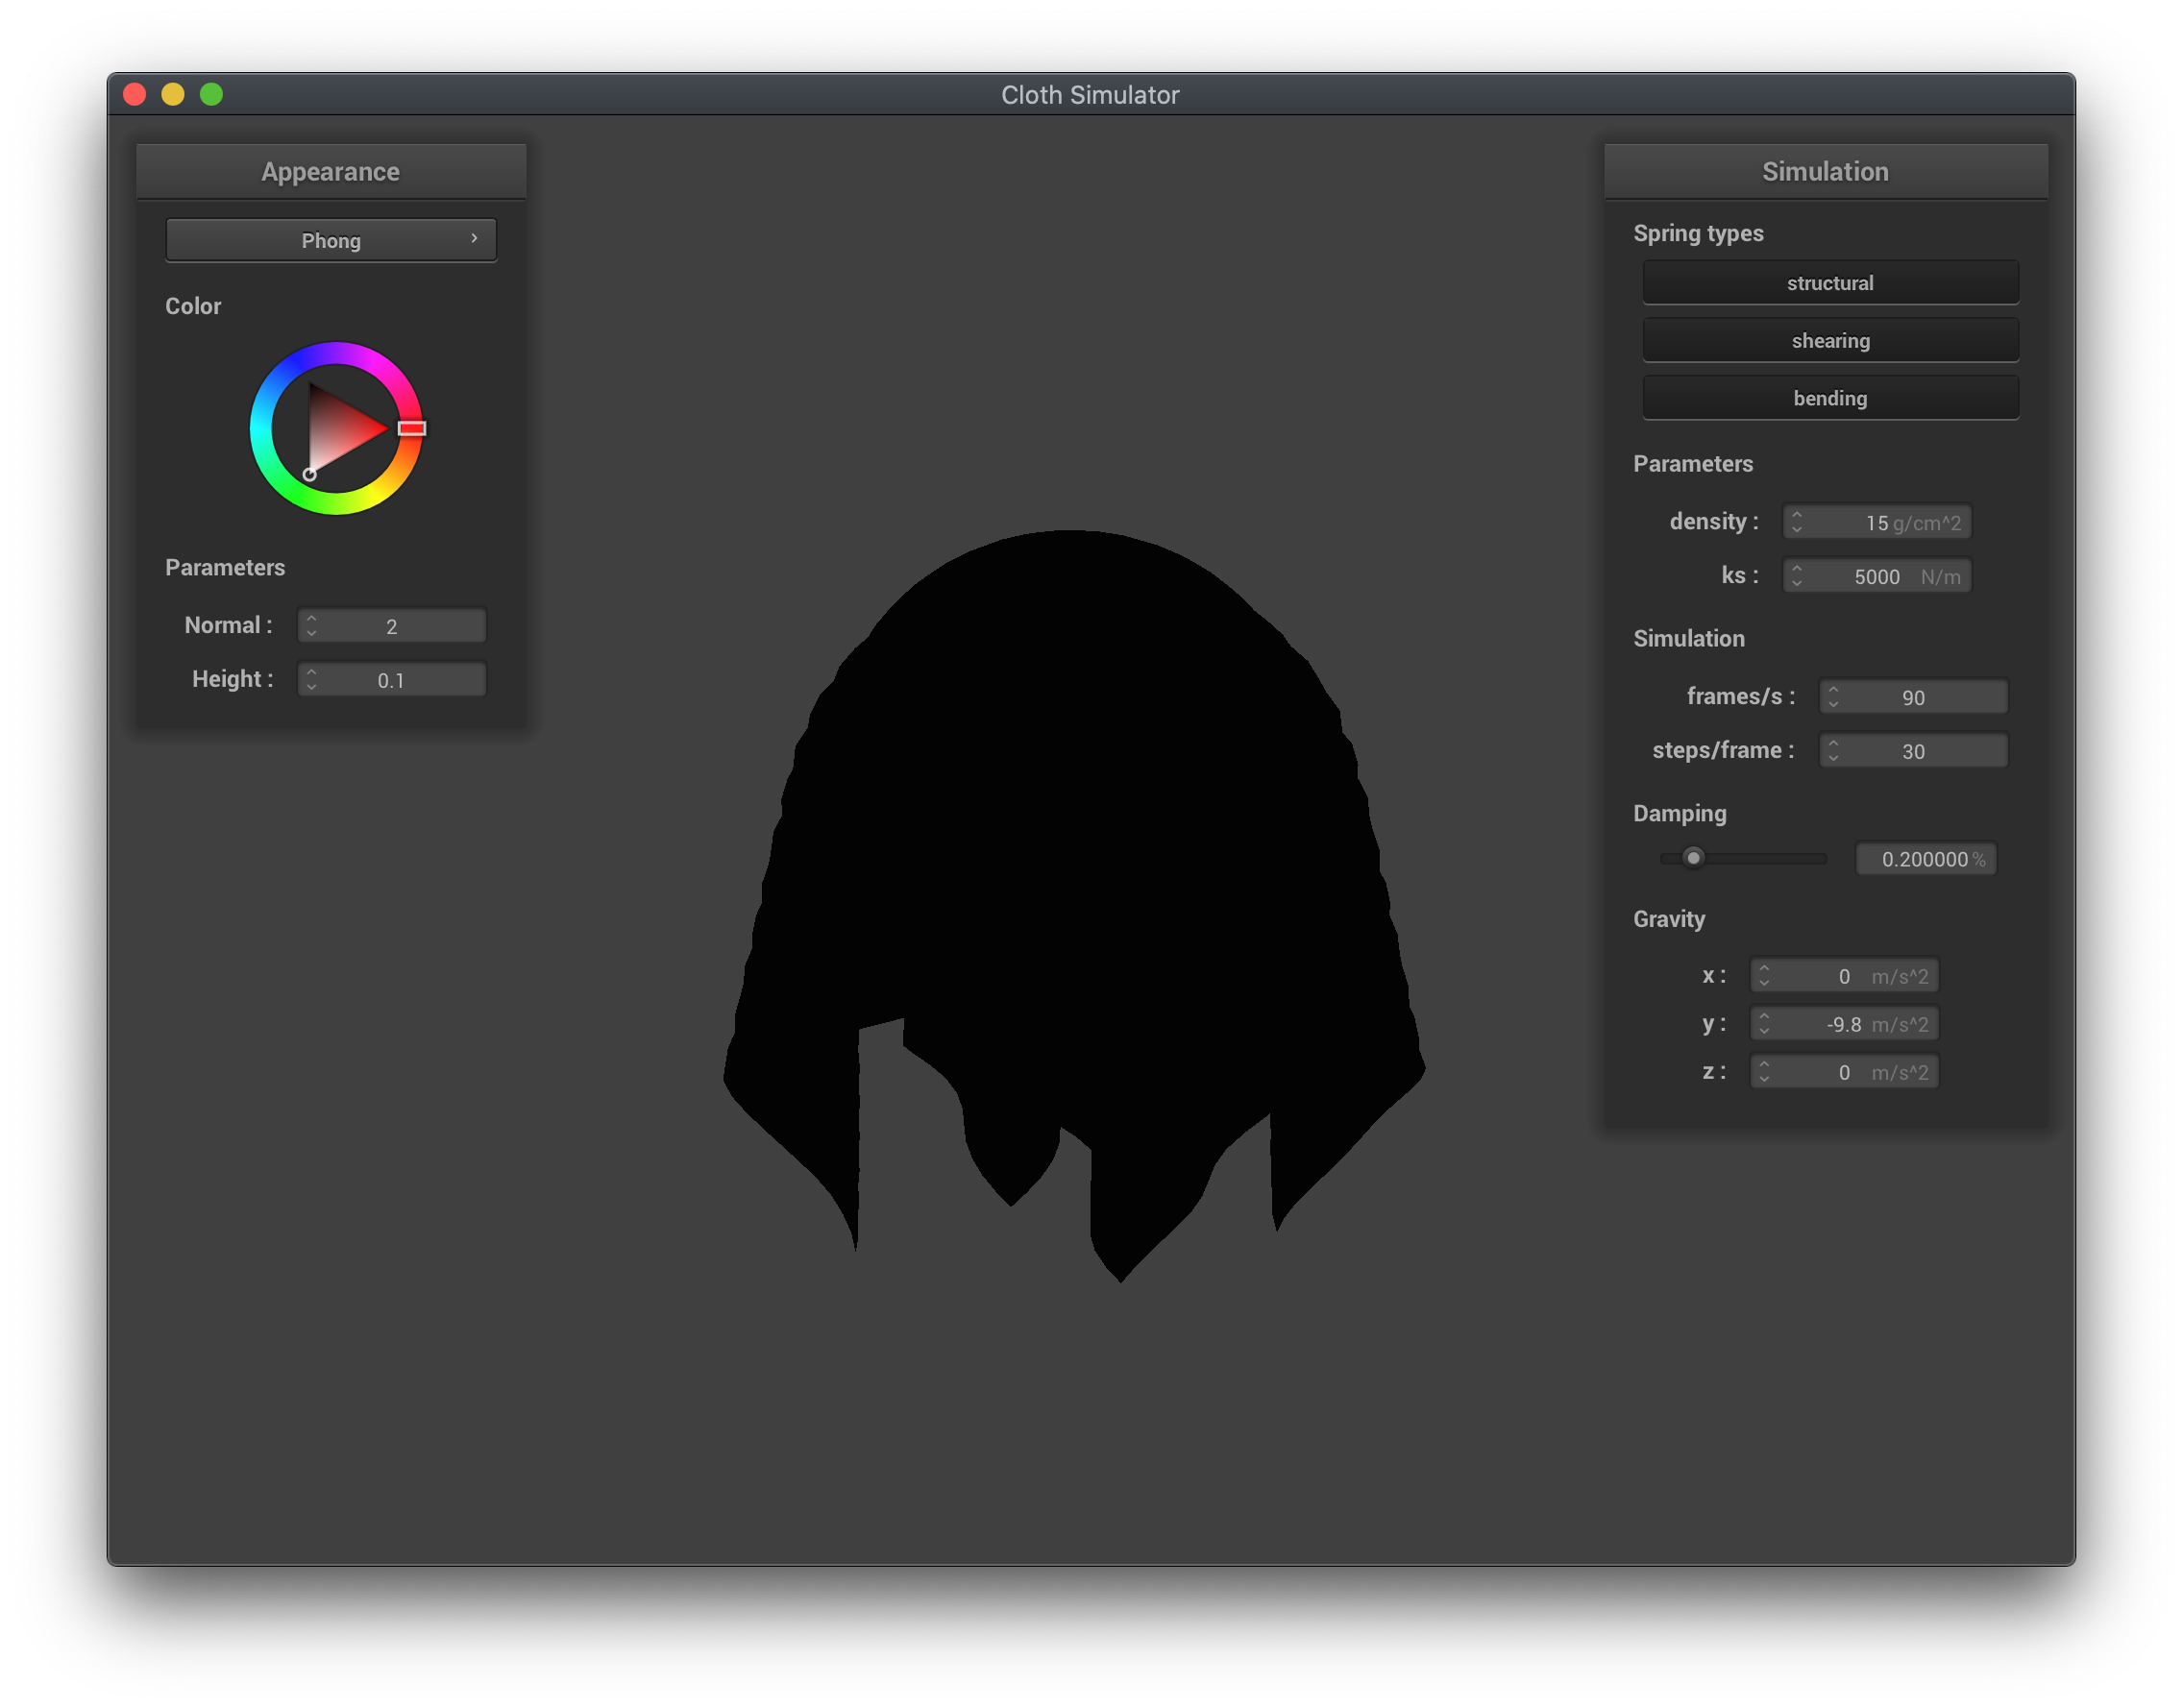 Cloth Simulator
Appearance
Phong
Color
Parameters
Normal : 2
Height : 0.1
Simulation
Spring types
structural
shearing
bending
Parameters
density : 15 g/cm^2
ks : 5000 N/m
Simulation
frames/s : 90
steps/frame : 30
Damping
0.200000 %
Gravity
x : 0 m/s^2
y : -9.8 m/s^2
z : 0 m/s^2